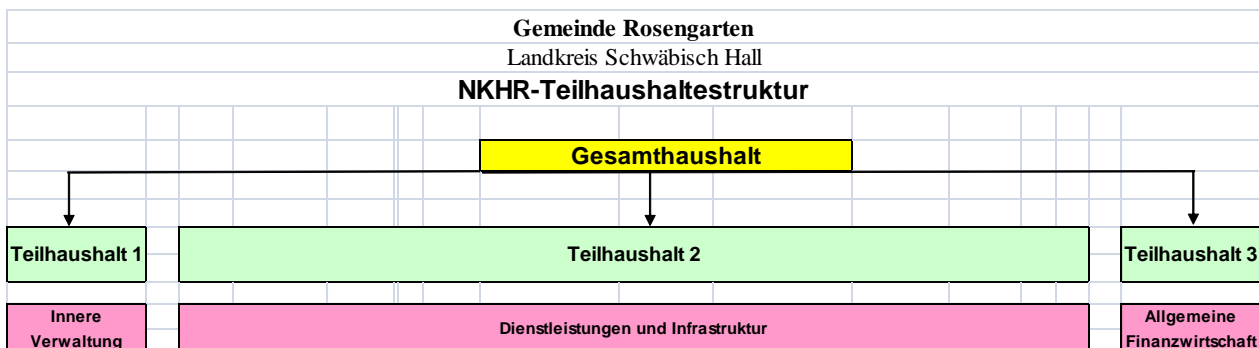 Gemeinde Rosengarten
Landkreis Schwäbisch Hall
NKHR-Teilhaushaltestruktur
Gesamthaushalt
Teilhaushalt 1
Teilhaushalt 2
Teilhaushalt 3
Innere
Verwaltung
Dienstleistungen und Infrastruktur
Allgemeine
Finanzwirtschaft